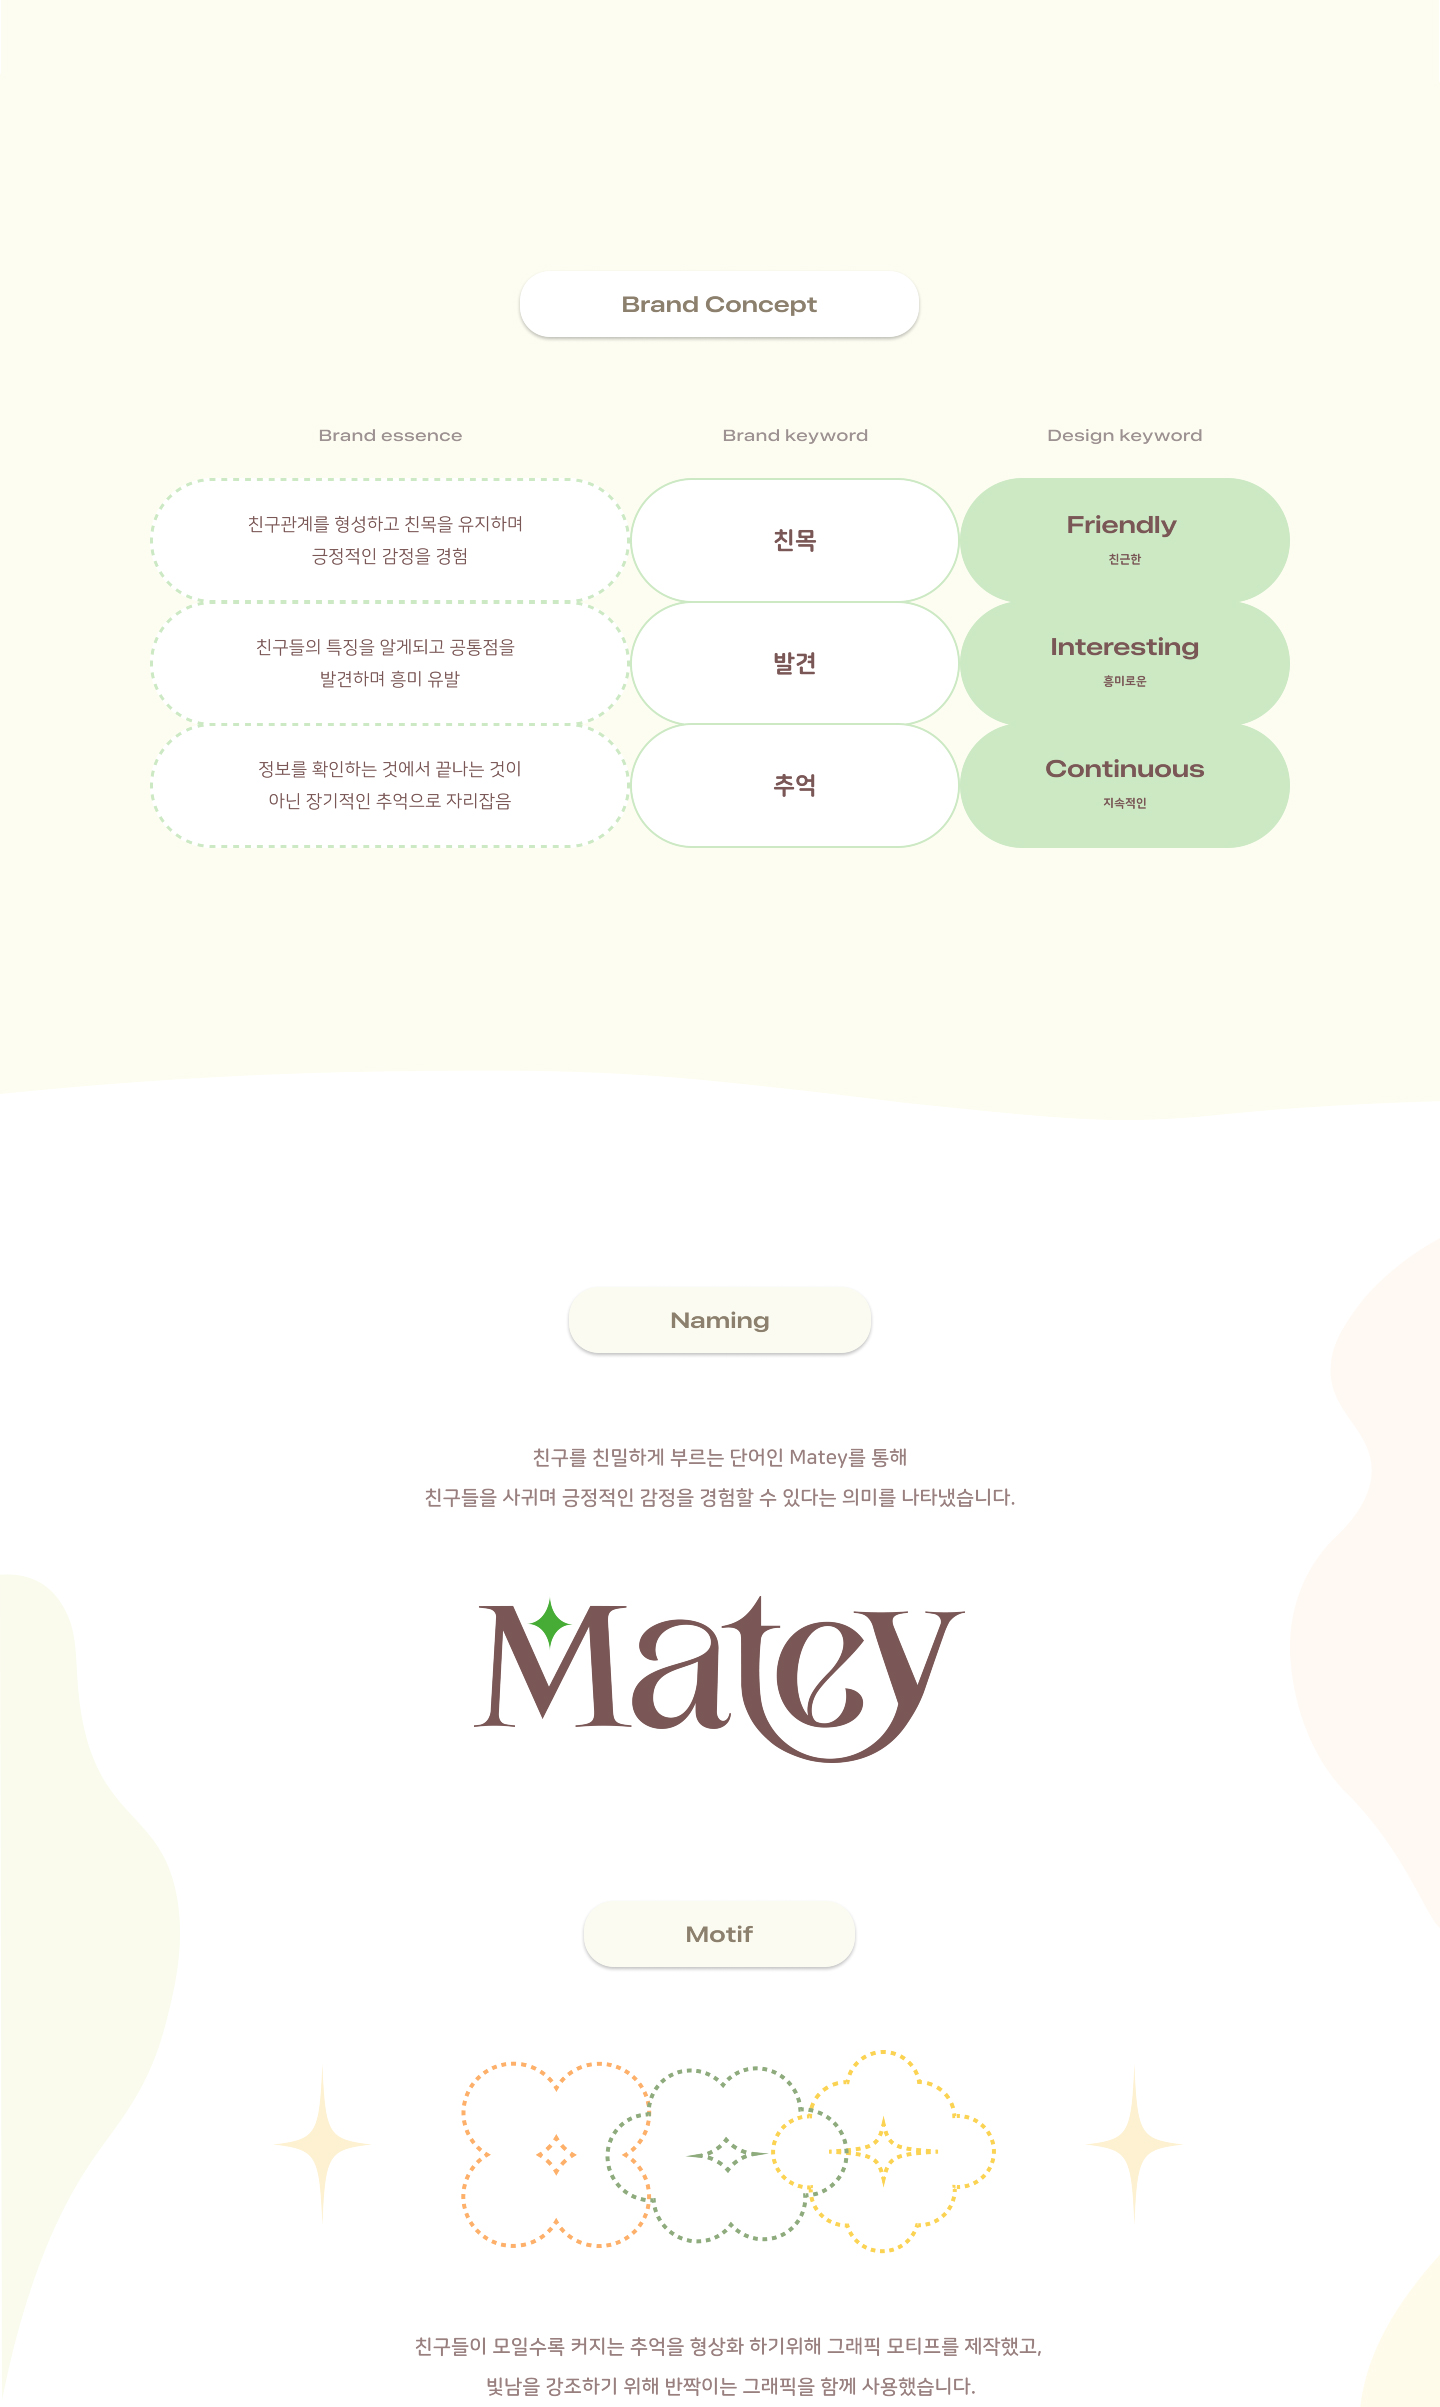 Brand Concept
Brand essence
Brand keyword
Design keyword
친구관계를 형성하고 친목을 유지하며
긍정적인 감정을 경험
친목
Friendly
친근한
친구들의 특징을 알게되고 공통점을
발견하며 흥미 유발
발견
Interesting
흥미로운
정보를 확인하는 것에서 끝나는 것이
아닌 장기적인 추억으로 자리잡음
추억
Continuous
지속적인
Naming
친구를 친밀하게 부르는 단어인 Matey를 통해
친구들을 사귀며 긍정적인 감정을 경험할 수 있다는 의미를 나타냈습니다.
Matey
Motif
친구들이 모일수록 커지는 추억을 형상화 하기위해 그래픽 모티프를 제작했고,
빛남을 강조하기 위해 반짝이는 그래픽을 함께 사용했습니다.